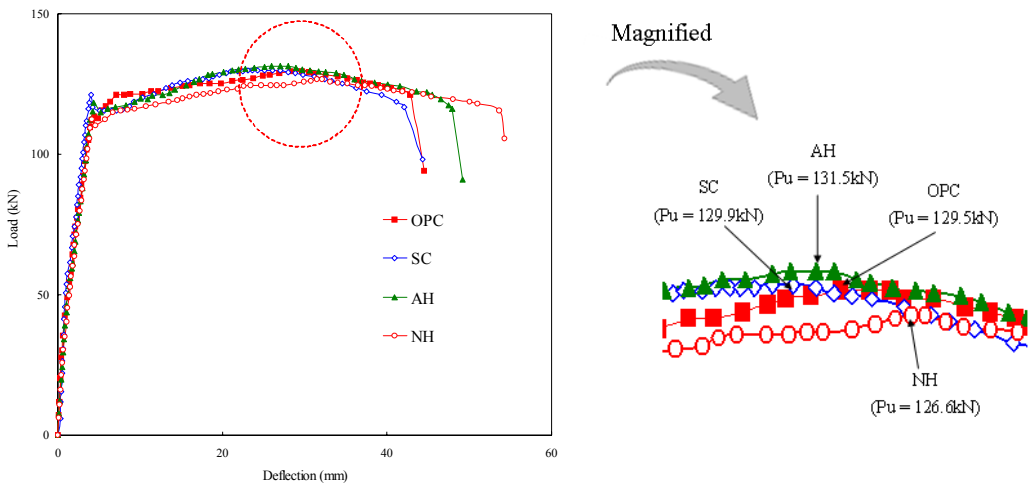 150
100
50
0
0
20
40
60
Load (kN)
Deflection (mm)
OPC
SC
AH
NH
Magnified
AH
(Pu = 131.5kN)
SC
(Pu = 129.9kN)
OPC
(Pu = 129.5kN)
NH
(Pu = 126.6kN)